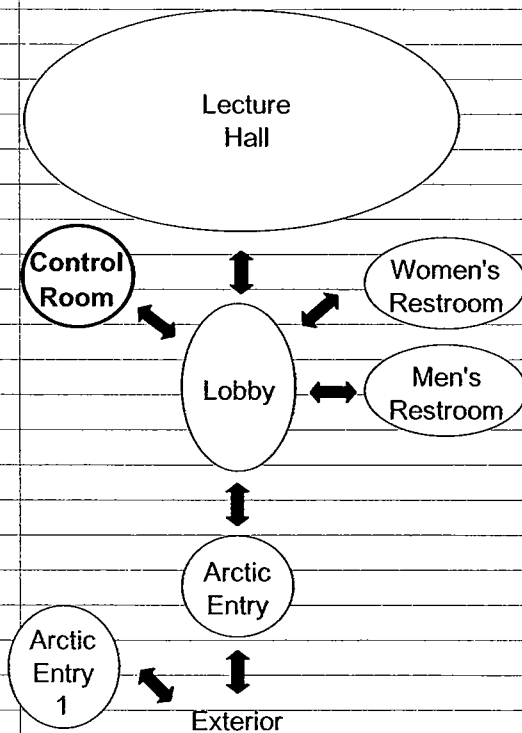 Lecture
Hall
Control
Room
Women's
Restroom
Lobby
Men's
Restroom
Arctic
Entry
Arctic
Entry
1
Exterior